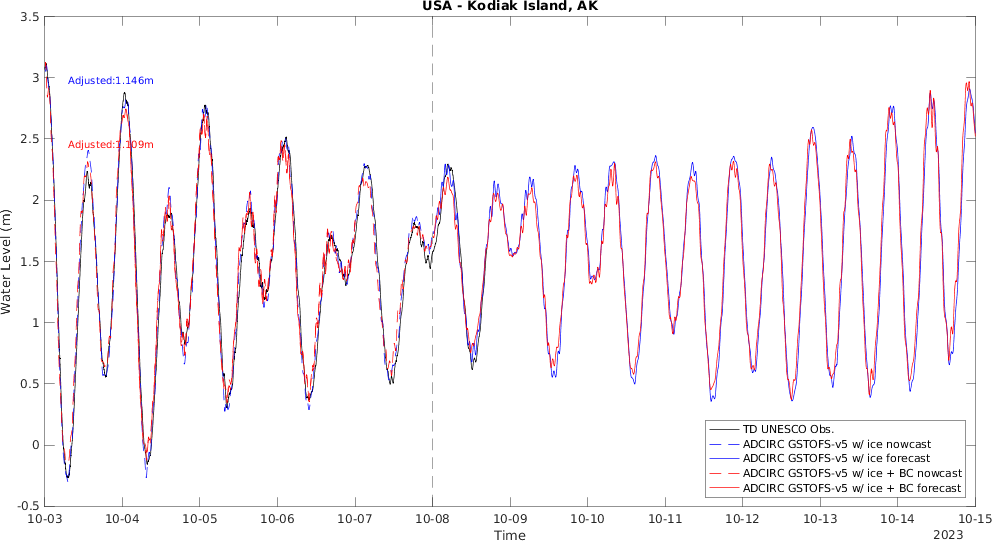 USA - Kodiak Island, AK
3.5
3
2.5
2
1.5
1
0.5
0
-0.5
Water Level (m)
Adjusted:1.146m
Adjusted:1.109m
TD UNESCO Obs.
ADCIRC GSTOFS-v5 w/ ice nowcast
ADCIRC GSTOFS-v5 w/ ice forecast
ADCIRC GSTOFS-v5 w/ ice + BC nowcast
ADCIRC GSTOFS-v5 w/ ice + BC forecast
10-03 10-04 10-05 10-06 10-07 10-08 10-09 10-10 10-11 10-12 10-13 10-14 10-15
Time
2023